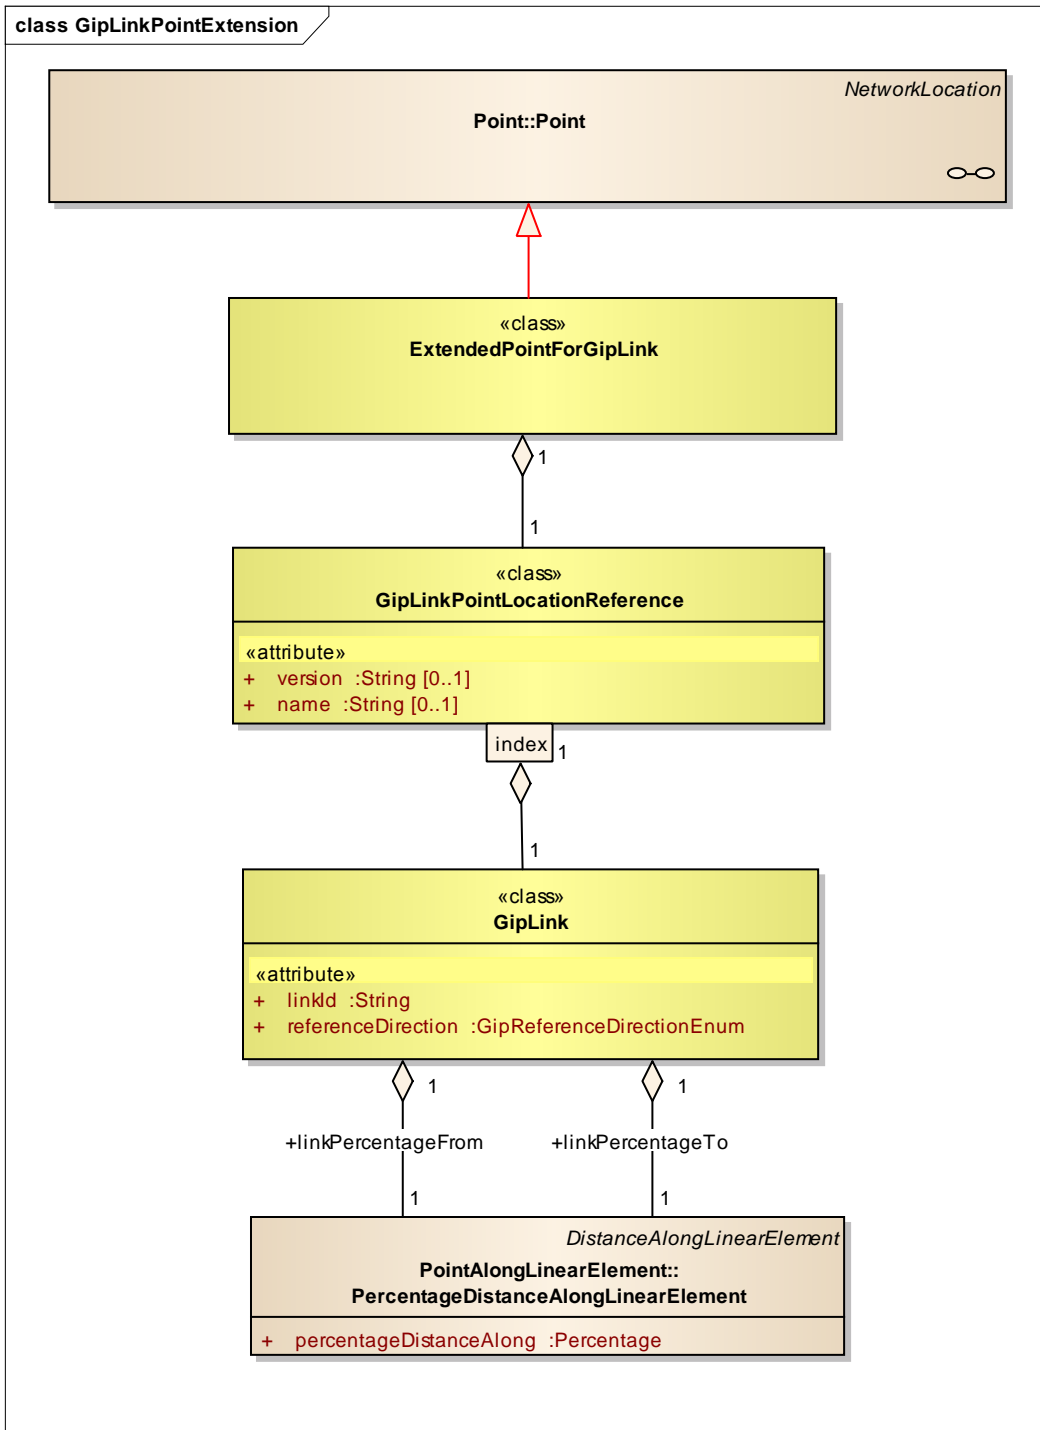 class GipLinkPointExtension
NetworkLocation
Point::Point
«class»
ExtendedPointForGipLink
1
1
«class»
GipLinkPointLocationReference
«attribute»
+ version :String [0..1]
+ name :String [0..1]
index
1
1
«class»
GipLink
«attribute»
+ linkId :String
+ referenceDirection :GipReferenceDirectionEnum
1
1
+linkPercentageFrom
+linkPercentageTo
1
1
DistanceAlongLinearElement
PointAlongLinearElement::
PercentageDistanceAlongLinearElement
+ percentageDistanceAlong :Percentage